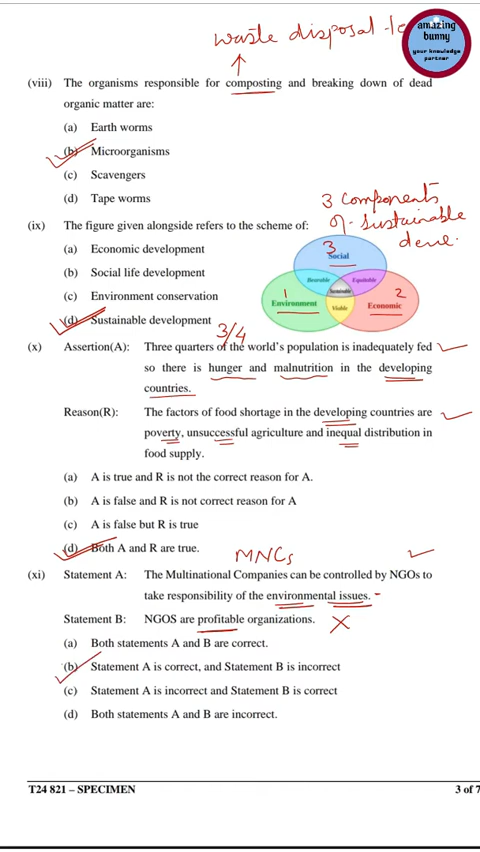 waste disposal
amazing
bunny
your knowledge
partner
(viii) The organisms responsible for composting and breaking down of dead
organic matter are:
(a) Earth worms
(b) Microorganisms
(c) Scavengers
(d) Tape worms
3 components
of sustainable
deve.
(ix) The figure given alongside refers to the scheme of:
(a) Economic development
(b) Social life development
(c) Environment conservation
(d) Sustainable development
3
Social
Bearable Equitable
1 2
Environment Economic
Viable
3/4
(x) Assertion(A): Three quarters of the world's population is inadequately fed
so there is hunger and malnutrition in the developing
countries.
Reason(R): The factors of food shortage in the developing countries are
poverty, unsuccessful agriculture and inequal distribution in
food supply.
(a) A is true and R is not the correct reason for A.
(b) A is false and R is not correct reason for A
(c) A is false but R is true
(d) Both A and R are true.
MNCs
(xi) Statement A: The Multinational Companies can be controlled by NGOs to
take responsibility of the environmental issues.
Statement B: NGOS are profitable organizations.
(a) Both statements A and B are correct.
(b) Statement A is correct, and Statement B is incorrect
(c) Statement A is incorrect and Statement B is correct
(d) Both statements A and B are incorrect.
T24 821 – SPECIMEN 3 of 7